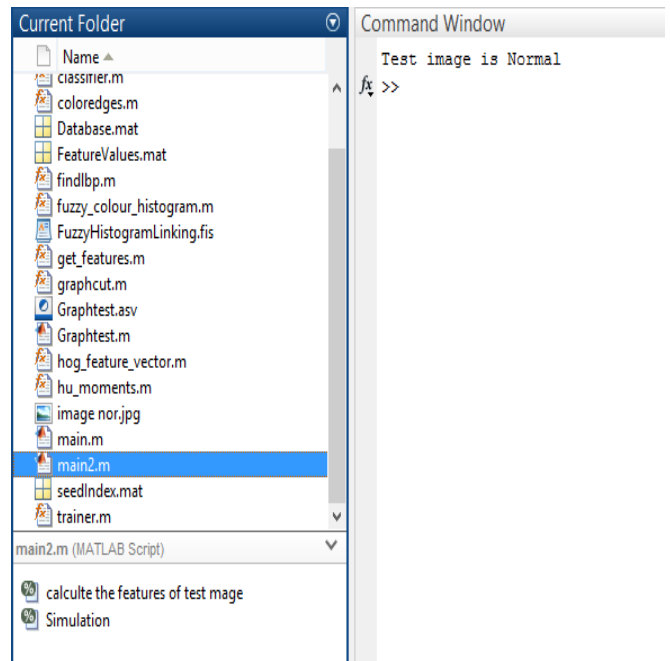 Current Folder
Name
classifier.m
coloredges.m
Database.mat
FeatureValues.mat
findlbp.m
fuzzy_colour_histogram.m
FuzzyHistogramLinking.fis
get_features.m
graphcut.m
Graphtest.asv
Graphtest.m
hog_feature_vector.m
hu_moments.m
image nor.jpg
main.m
main2.m
seedIndex.mat
trainer.m
main2.m (MATLAB Script)
calculte the features of test mage
Simulation
Command Window
Test image is Normal
fx >>